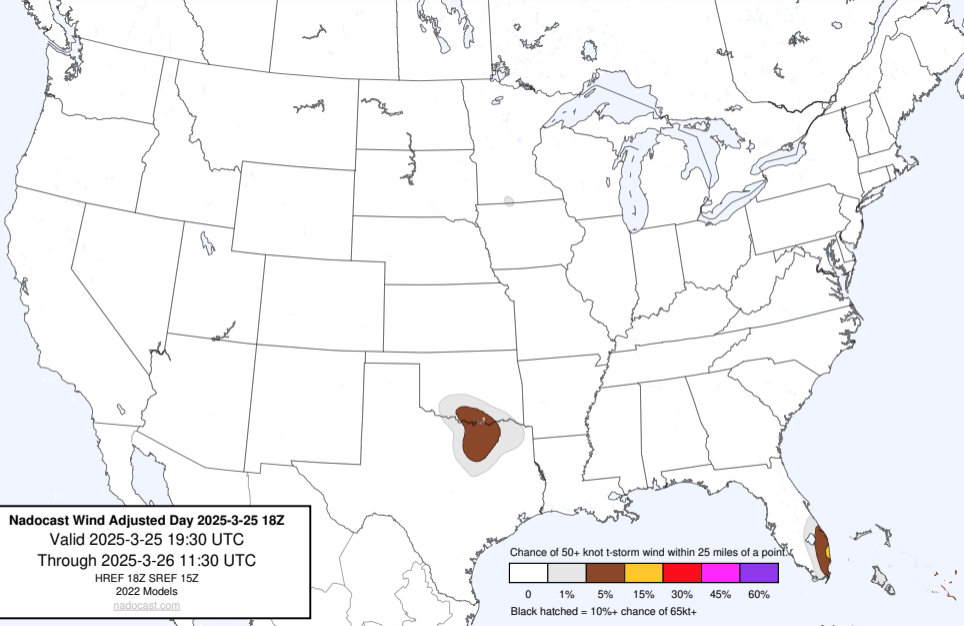 Nadocast Wind Adjusted Day 2025-3-25 18Z
Valid 2025-3-25 19:30 UTC
Through 2025-3-26 11:30 UTC
HREF 18Z SREF 15Z
2022 Models
nadocast.com
Chance of 50+ knot t-storm wind within 25 miles of a point.
0 1% 5% 15% 30% 45% 60%
Black hatched = 10%+ chance of 65kt+